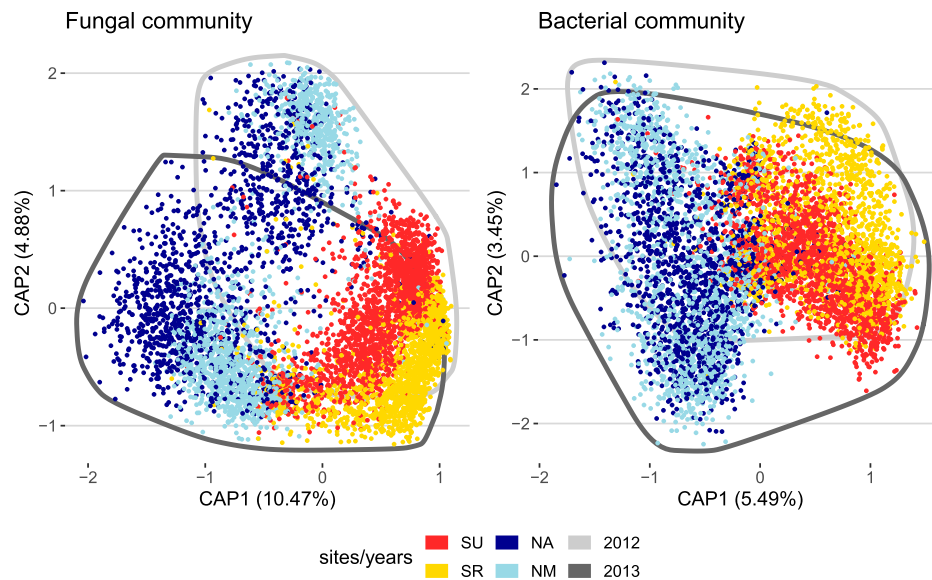 Fungal community
Bacterial community
CAP2 (4.88%)
2
1
0
−1
−2
−1
0
1
CAP1 (10.47%)
CAP2 (3.45%)
2
1
0
−1
−2
−2
−1
0
1
CAP1 (5.49%)
sites/years
SU
NA
2012
SR
NM
2013